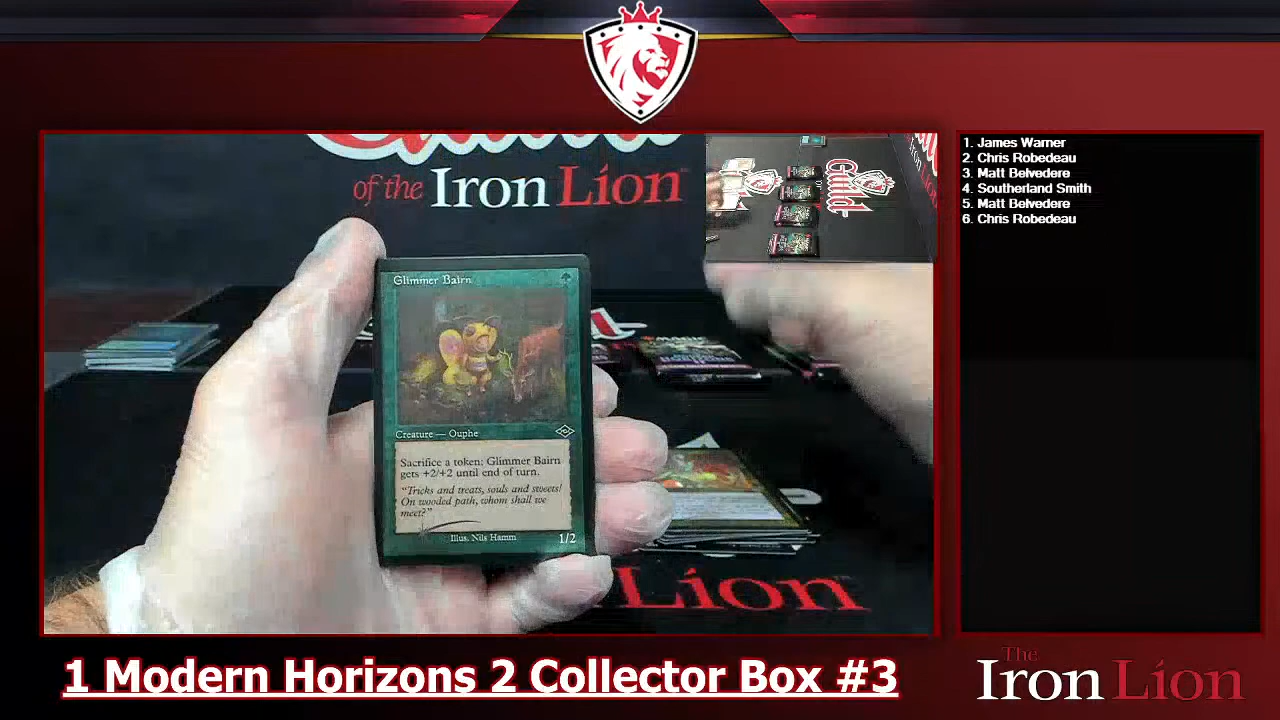 of the Iron Lion
Guild
1. James Warner
2. Chris Robedeau
3. Matt Belvedere
4. Southerland Smith
5. Matt Belvedere
6. Chris Robedeau
Glimmer Bairn
Creature — Ouphe
Sacrifice a token: Glimmer Bairn
gets +2/+2 until end of turn.
"Tricks and treats, souls and sweets!
On wooded path, whom shall we
meet?"
Illus. Nils Hamm
1/2
Lion
1 Modern Horizons 2 Collector Box #3
The
Iron Lion